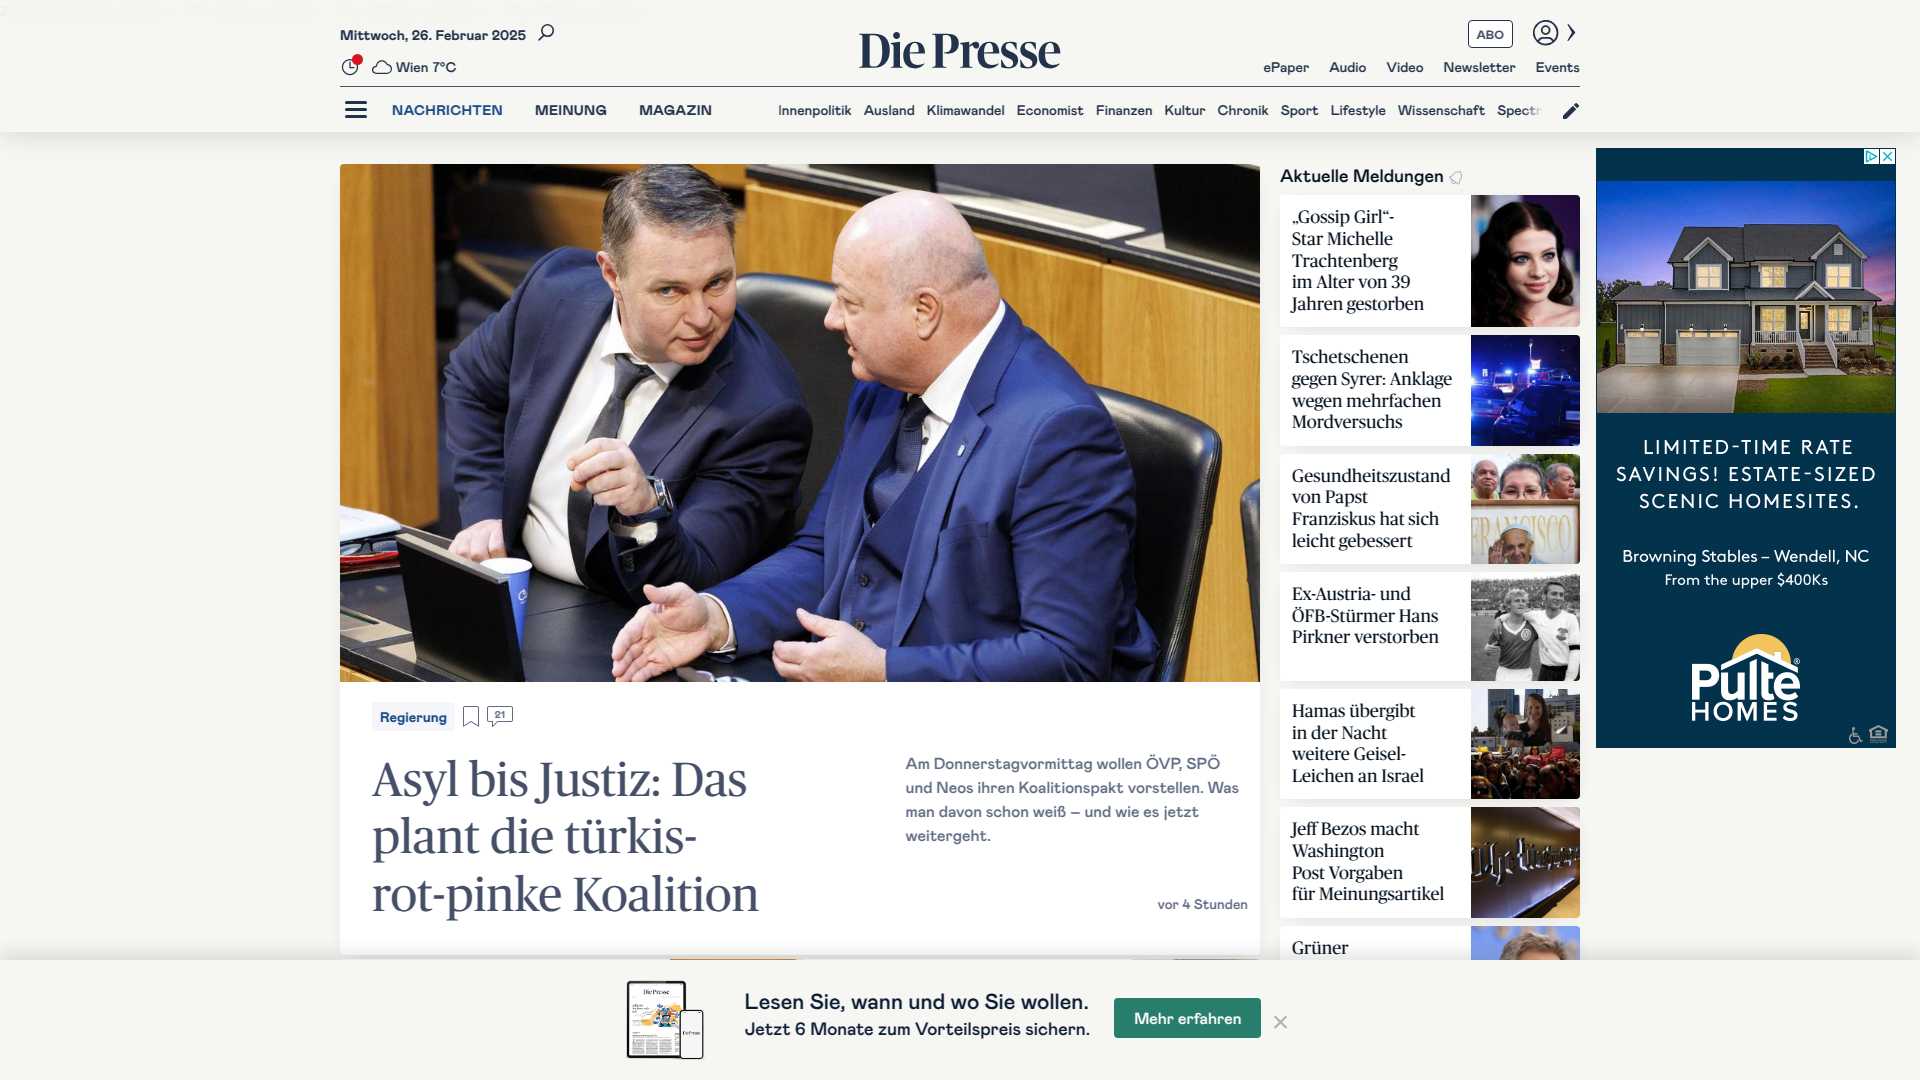 Mittwoch, 26. Februar 2025
Wien 7°C
Die Presse
ABO
ePaper Audio Video Newsletter Events
NACHRICHTEN MEINUNG MAGAZIN
Innenpolitik Ausland Klimawandel Economist Finanzen Kultur Chronik Sport Lifestyle Wissenschaft Spectr
Regierung
21
Asyl bis Justiz: Das
plant die türkis-
rot-pinke Koalition
Am Donnerstagvormittag wollen ÖVP, SPÖ
und Neos ihren Koalitionspakt vorstellen. Was
man davon schon weiß – und wie es jetzt
weitergeht.
vor 4 Stunden
Aktuelle Meldungen
„Gossip Girl“-
Star Michelle
Trachtenberg
im Alter von 39
Jahren gestorben
Tschetschenen
gegen Syrer: Anklage
wegen mehrfachen
Mordversuchs
Gesundheitszustand
von Papst
Franziskus hat sich
leicht gebessert
FRANCISCO
Ex-Austria- und
ÖFB-Stürmer Hans
Pirkner verstorben
Hamas übergibt
in der Nacht
weitere Geisel-
Leichen an Israel
Jeff Bezos macht
Washington
Post Vorgaben
für Meinungsartikel
Grüner
LIMITED-TIME RATE
SAVINGS! ESTATE-SIZED
SCENIC HOMESITES.
Browning Stables – Wendell, NC
From the upper $400Ks
Pulte®
HOMES
Die Presse
Die Presse
Lesen Sie, wann und wo Sie wollen.
Jetzt 6 Monate zum Vorteilspreis sichern.
Mehr erfahren